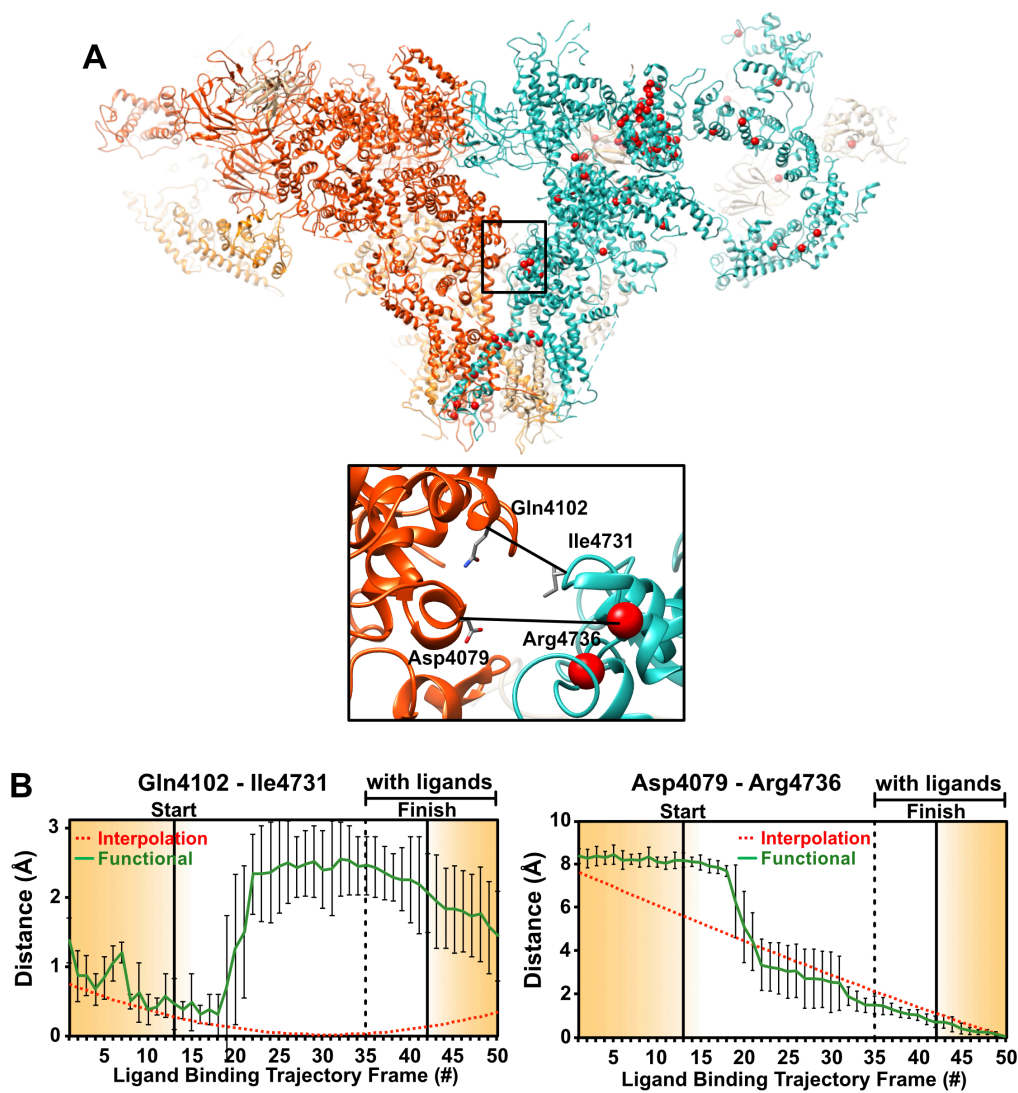 A
Gln4102
Ile4731
Arg4736
Asp4079
B
Gln4102 - Ile4731
with ligands
Start
Finish
Interpolation
Functional
Distance (Å)
3
2
1
0
5 10 15 20 25 30 35 40 45 50
Ligand Binding Trajectory Frame (#)
Asp4079 - Arg4736
with ligands
Start
Finish
Interpolation
Functional
Distance (Å)
10
8
6
4
2
0
5 10 15 20 25 30 35 40 45 50
Ligand Binding Trajectory Frame (#)